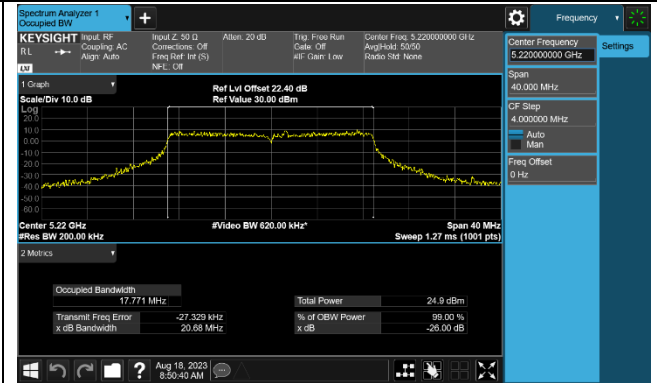 Spectrum Analyzer 1
Occupied BW
Frequency
KEYSIGHT
RL
LXI
Input: RF
Coupling: AC
Align: Auto
Input Z: 50 Ω
Corrections: Off
Freq Ref: Int (S)
NFE: Off
Atten: 20 dB
Trig: Free Run
Gate: Off
#IF Gain: Low
Center Freq: 5.220000000 GHz
Avg|Hold: 50/50
Radio Std: None
Center Frequency
5.220000000 GHz
Settings
Span
40.000 MHz
CF Step
4.000000 MHz
Auto
Man
Freq Offset
0 Hz
1 Graph
Scale/Div 10.0 dB
Ref Lvl Offset 22.40 dB
Ref Value 30.00 dBm
Log
20.0
10.0
0.00
-10.0
-20.0
-30.0
-40.0
-50.0
-60.0
Center 5.22 GHz
#Res BW 200.00 kHz
#Video BW 620.00 kHz*
Span 40 MHz
Sweep 1.27 ms (1001 pts)
2 Metrics
Occupied Bandwidth
17.771 MHz
Total Power 24.9 dBm
Transmit Freq Error -27.329 kHz
% of OBW Power 99.00 %
x dB Bandwidth 20.68 MHz
x dB -26.00 dB
Aug 18, 2023
8:50:40 AM